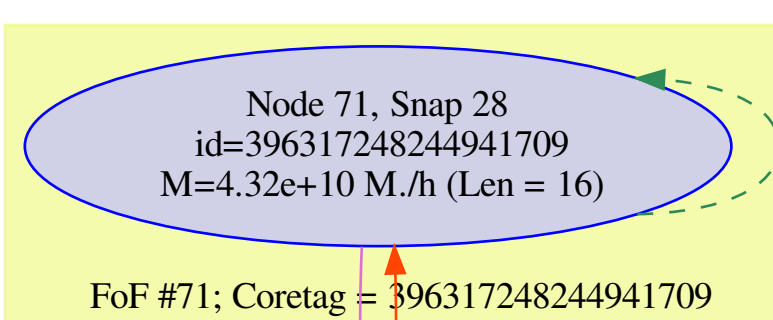 Node 71, Snap 28
id=396317248244941709
M=4.32e+10 M./h (Len = 16)
FoF #71; Coretag = 396317248244941709